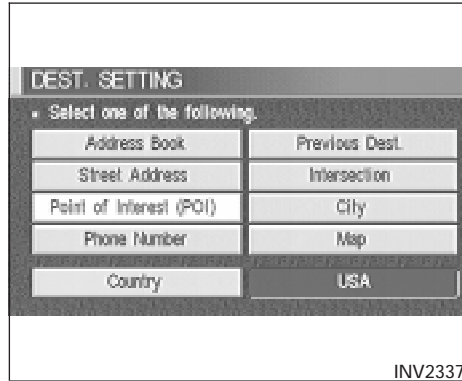 DEST. SETTING
• Select one of the following.
Address Book Previous Dest.
Street Address Intersection
Point of Interest (POI) City
Phone Number Map
Country USA
INV2337